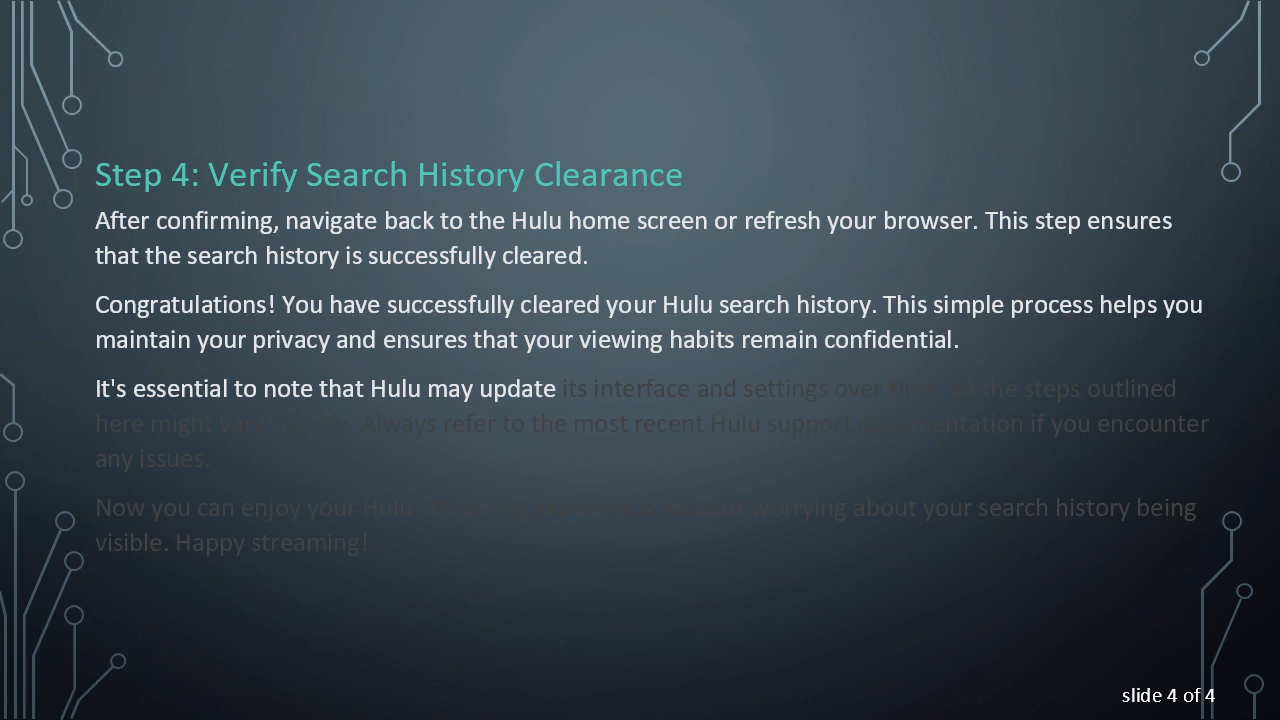 Step 4: Verify Search History Clearance
After confirming, navigate back to the Hulu home screen or refresh your browser. This step ensures
that the search history is successfully cleared.
Congratulations! You have successfully cleared your Hulu search history. This simple process helps you
maintain your privacy and ensures that your viewing habits remain confidential.
It's essential to note that Hulu may update its interface and settings over time, so the steps outlined
here might vary slightly. Always refer to the most recent Hulu support documentation if you encounter
any issues.
Now you can enjoy your Hulu streaming experience without worrying about your search history being
visible. Happy streaming!
slide 4 of 4